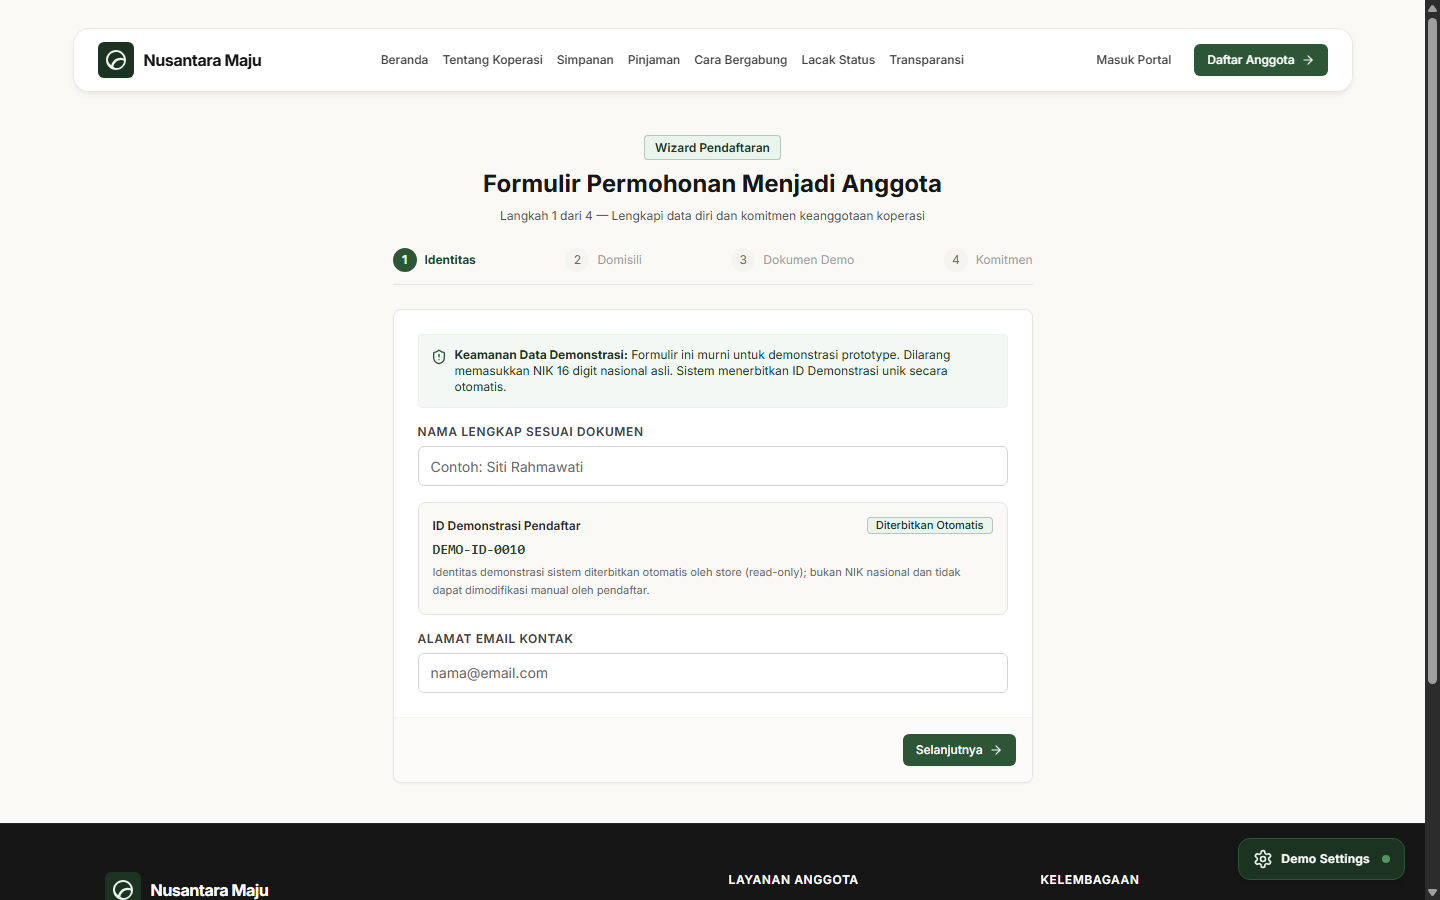 Nusantara Maju
Beranda
Tentang Koperasi
Simpanan
Pinjaman
Cara Bergabung
Lacak Status
Transparansi
Masuk Portal
Daftar Anggota
Wizard Pendaftaran
Formulir Permohonan Menjadi Anggota
Langkah 1 dari 4 — Lengkapi data diri dan komitmen keanggotaan koperasi
1 Identitas
2 Domisili
3 Dokumen Demo
4 Komitmen
Keamanan Data Demonstrasi: Formulir ini murni untuk demonstrasi prototype. Dilarang
memasukkan NIK 16 digit nasional asli. Sistem menerbitkan ID Demonstrasi unik secara
otomatis.
NAMA LENGKAP SESUAI DOKUMEN
Contoh: Siti Rahmawati
ID Demonstrasi Pendaftar
Diterbitkan Otomatis
DEMO-ID-0010
Identitas demonstrasi sistem diterbitkan otomatis oleh store (read-only); bukan NIK nasional dan tidak
dapat dimodifikasi manual oleh pendaftar.
ALAMAT EMAIL KONTAK
nama@email.com
Selanjutnya
Nusantara Maju
LAYANAN ANGGOTA
KELEMBAGAAN
Demo Settings